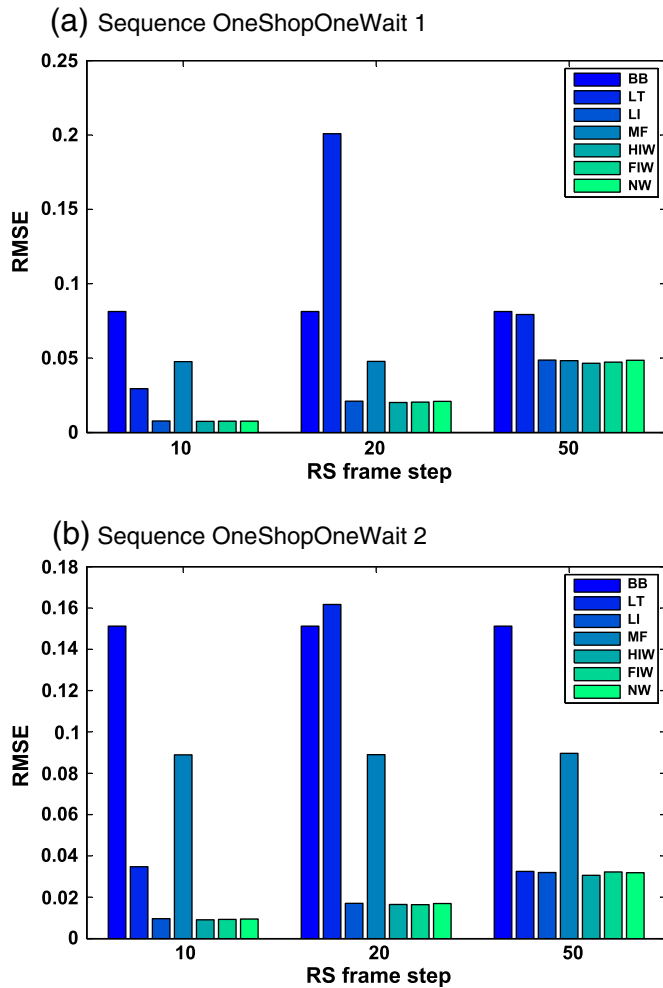 (a) Sequence OneShopOneWait 1
0.25
0.2
0.15
0.1
0.05
0
RMSE
10 20 50
RS frame step
BB
LT
LI
MF
HIW
FIW
NW
(b) Sequence OneShopOneWait 2
0.18
0.16
0.14
0.12
0.1
0.08
0.06
0.04
0.02
0
RMSE
10 20 50
RS frame step
BB
LT
LI
MF
HIW
FIW
NW